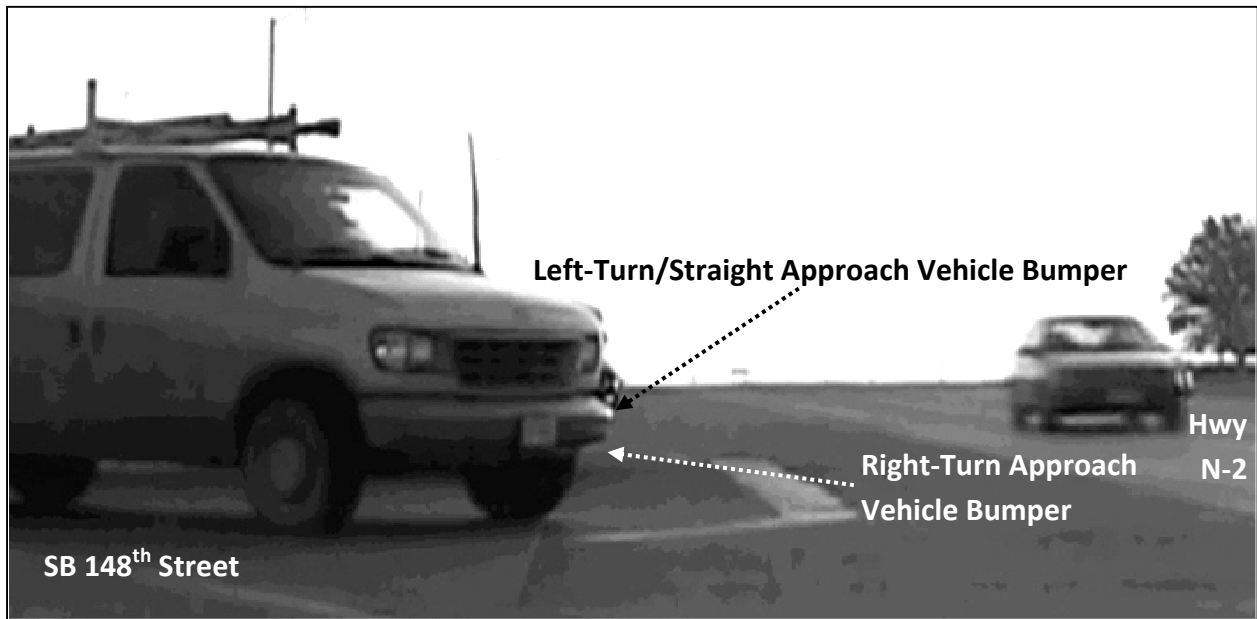 Left-Turn/Straight Approach Vehicle Bumper
Hwy
N-2
Right-Turn Approach
Vehicle Bumper
SB 148th Street